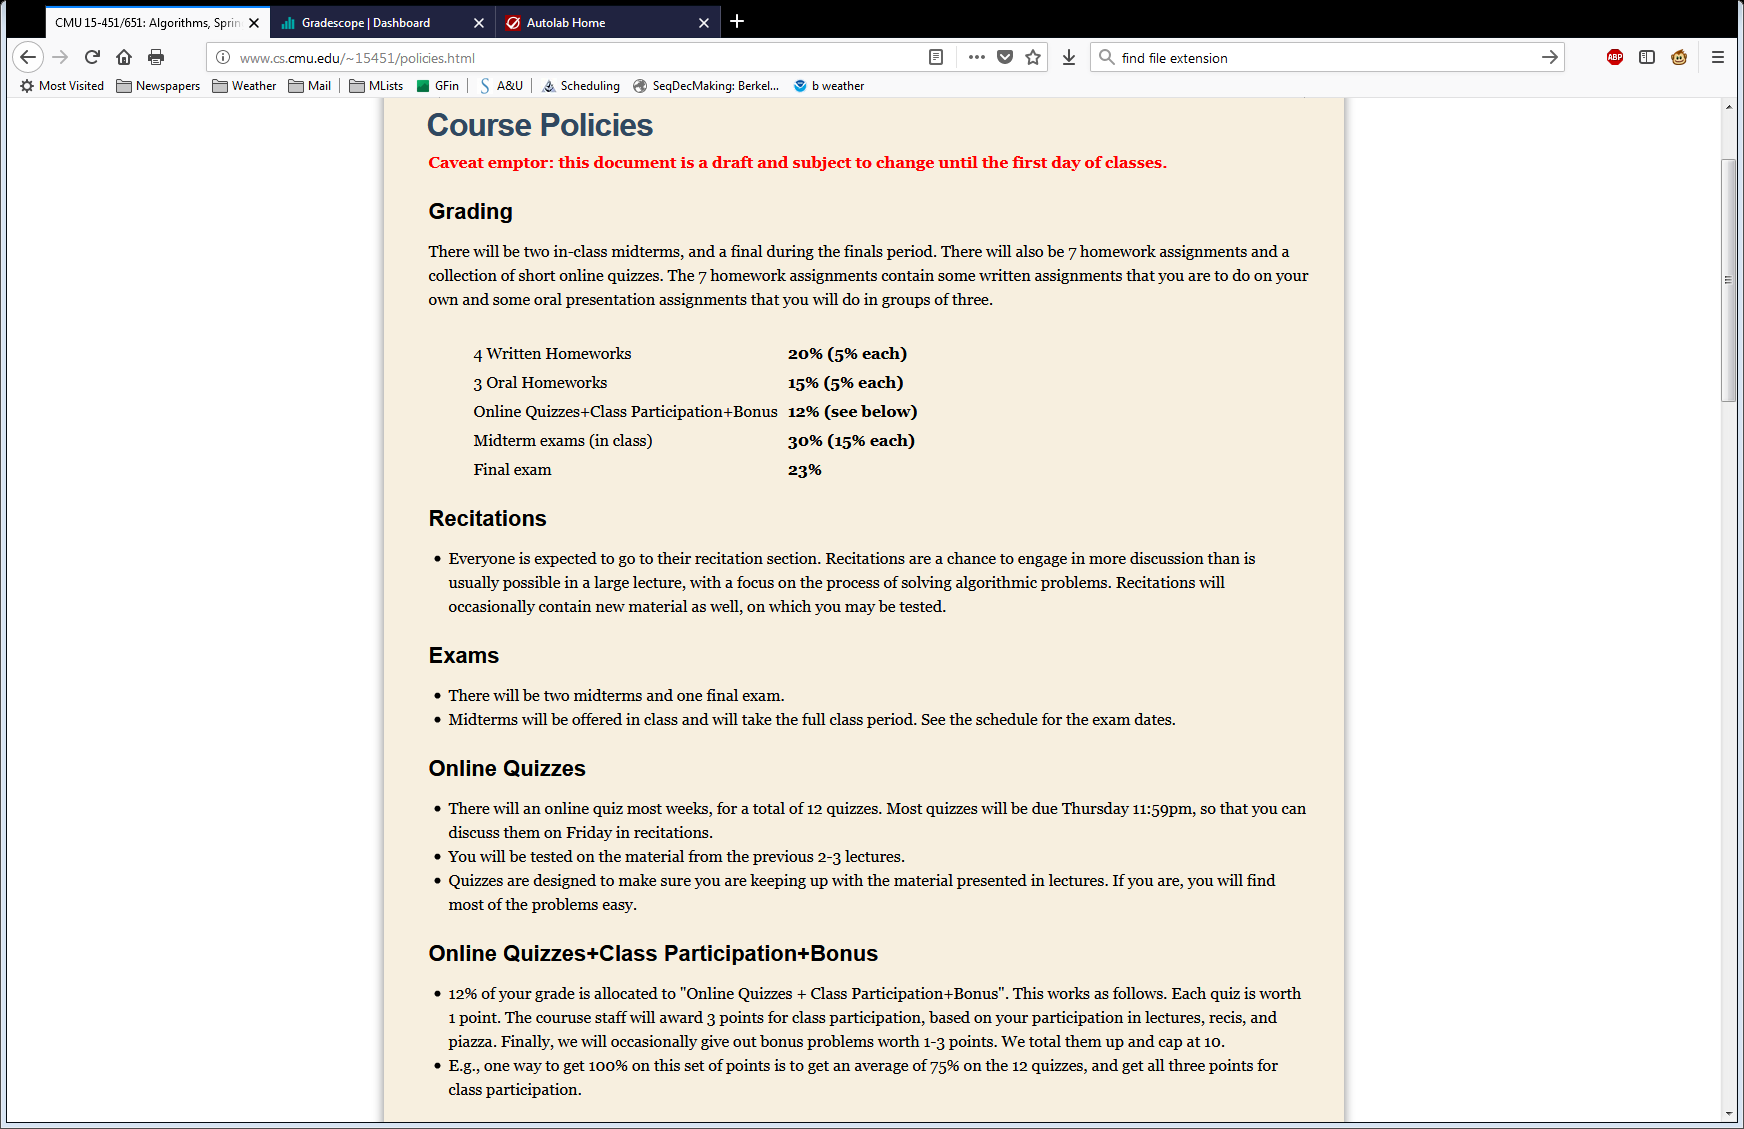 CMU 15-451/651: Algorithms, Sprin
Gradescope | Dashboard
Autolab Home
www.cs.cmu.edu/~15451/policies.html
find file extension
ABP
Most Visited
Newspapers
Weather
Mail
MLists
GFin
A&U
Scheduling
SeqDecMaking: Berkel...
b weather
Course Policies
Caveat emptor: this document is a draft and subject to change until the first day of classes.
Grading
There will be two in-class midterms, and a final during the finals period. There will also be 7 homework assignments and a
collection of short online quizzes. The 7 homework assignments contain some written assignments that you are to do on your
own and some oral presentation assignments that you will do in groups of three.
4 Written Homeworks 20% (5% each)
3 Oral Homeworks 15% (5% each)
Online Quizzes+Class Participation+Bonus 12% (see below)
Midterm exams (in class) 30% (15% each)
Final exam 23%
Recitations
• Everyone is expected to go to their recitation section. Recitations are a chance to engage in more discussion than is
usually possible in a large lecture, with a focus on the process of solving algorithmic problems. Recitations will
occasionally contain new material as well, on which you may be tested.
Exams
• There will be two midterms and one final exam.
• Midterms will be offered in class and will take the full class period. See the schedule for the exam dates.
Online Quizzes
• There will an online quiz most weeks, for a total of 12 quizzes. Most quizzes will be due Thursday 11:59pm, so that you can
discuss them on Friday in recitations.
• You will be tested on the material from the previous 2-3 lectures.
• Quizzes are designed to make sure you are keeping up with the material presented in lectures. If you are, you will find
most of the problems easy.
Online Quizzes+Class Participation+Bonus
• 12% of your grade is allocated to "Online Quizzes + Class Participation+Bonus". This works as follows. Each quiz is worth
1 point. The couruse staff will award 3 points for class participation, based on your participation in lectures, recis, and
piazza. Finally, we will occasionally give out bonus problems worth 1-3 points. We total them up and cap at 10.
• E.g., one way to get 100% on this set of points is to get an average of 75% on the 12 quizzes, and get all three points for
class participation.